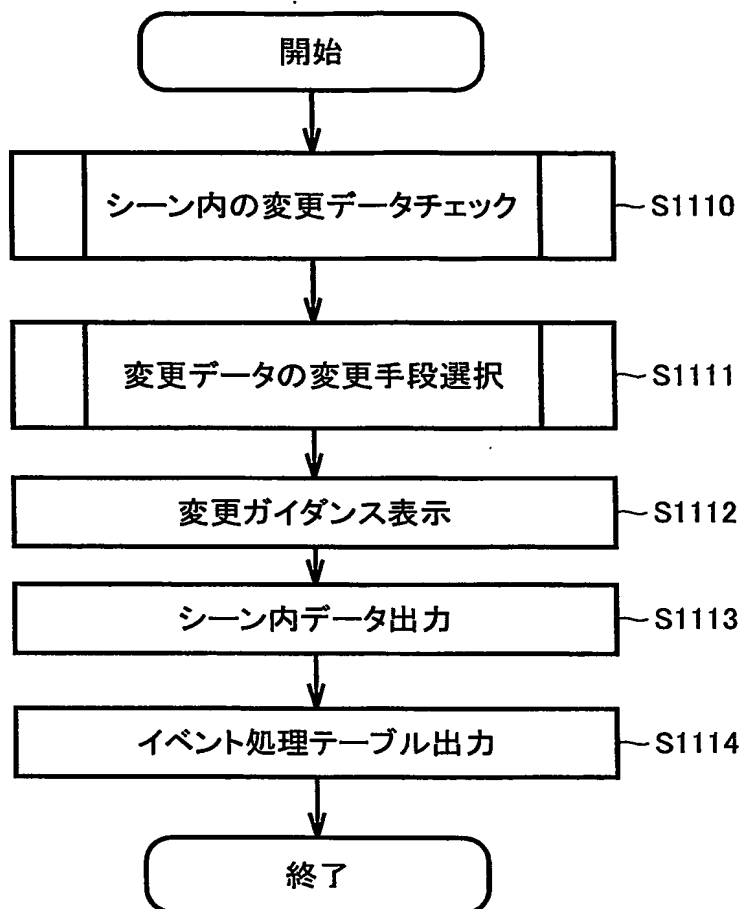 開始
シーン内の変更データチェック
S1110
変更データの変更手段選択
S1111
変更ガイダンス表示
S1112
シーン内データ出力
S1113
イベント処理テーブル出力
S1114
終了